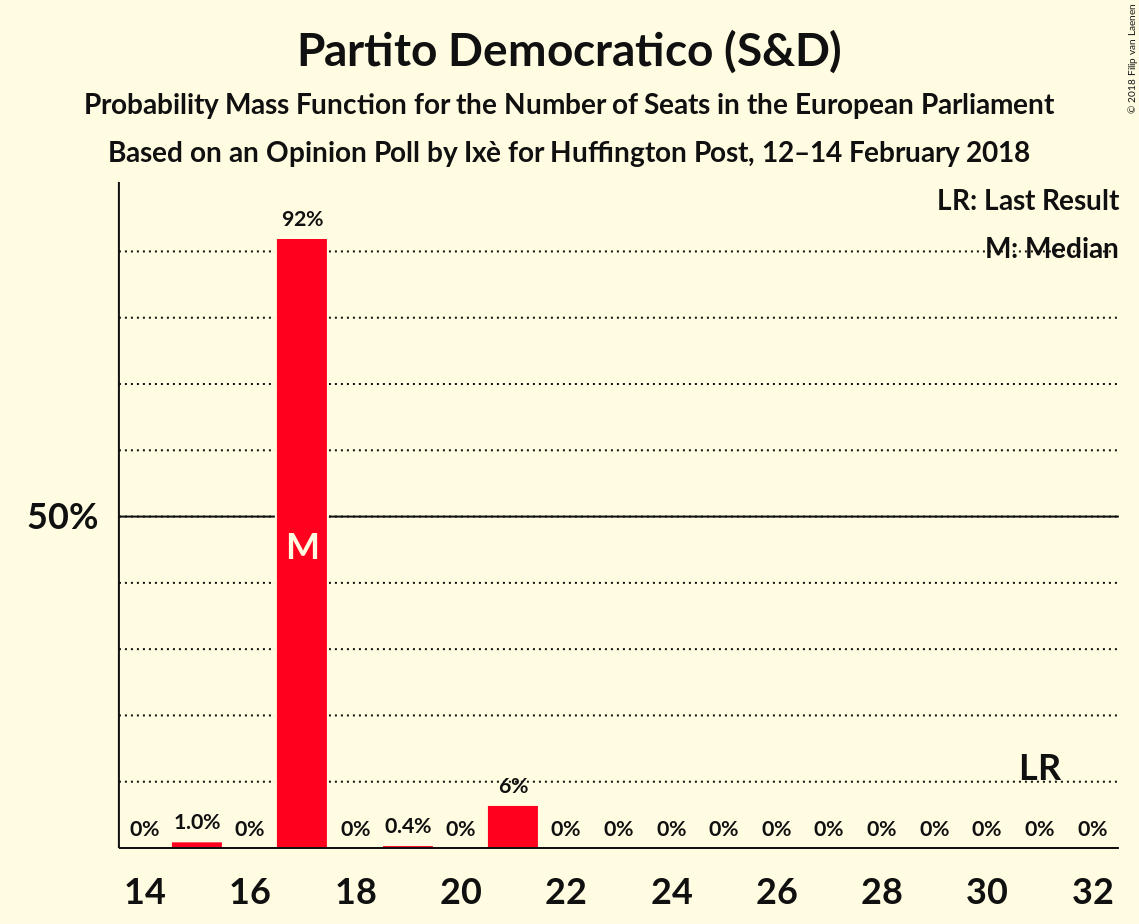 Partito Democratico (S&D)
Probability Mass Function for the Number of Seats in the European Parliament
Based on an Opinion Poll by Ixè for Huffington Post, 12–14 February 2018
© 2018 Filip van Laenen
LR: Last Result
M: Median
92%
50%
M
LR
0% 1.0% 0% 0% 0.4% 0% 6% 0% 0% 0% 0% 0% 0% 0% 0% 0% 0% 0%
14 16 18 20 22 24 26 28 30 32